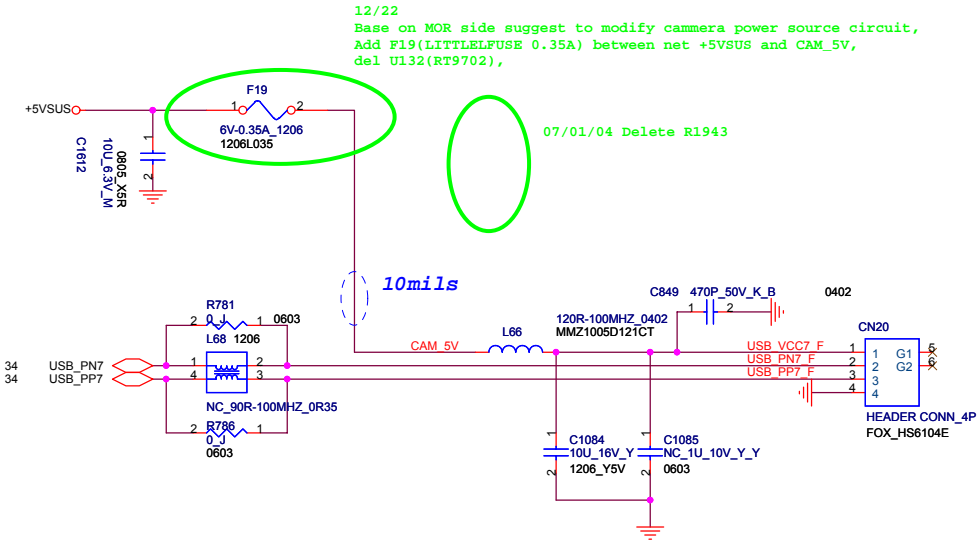 12/22
Base on MOR side suggest to modify cammera power source circuit,
Add F19(LITTLELFUSE 0.35A) between net +5VSUS and CAM_5V,
del U132(RT9702),
F19
+5VSUS
1
2
6V-0.35A_1206
1206L035
07/01/04 Delete R1943
1
2
0805_X5R
10U_6.3V_M
C1612
10mils
C849 470P_50V_K_B
0402
1
2
R781
0_J
0603
2
1
L68 1206
120R-100MHZ_0402
MMZ1005D121CT
L66
CN20
CAM_5V
USB_VCC7_F
1
1
G1
5
34
USB_PN7
1
2
USB_PN7_F
2
2
G2
6
34
USB_PP7
4
3
USB_PP7_F
3
3
4
4
NC_90R-100MHZ_0R35
R786
2
1
0_J
0603
HEADER CONN_4P
FOX_HS6104E
1
2
C1084
10U_16V_Y
1206_Y5V
1
2
C1085
NC_1U_10V_Y_Y
0603